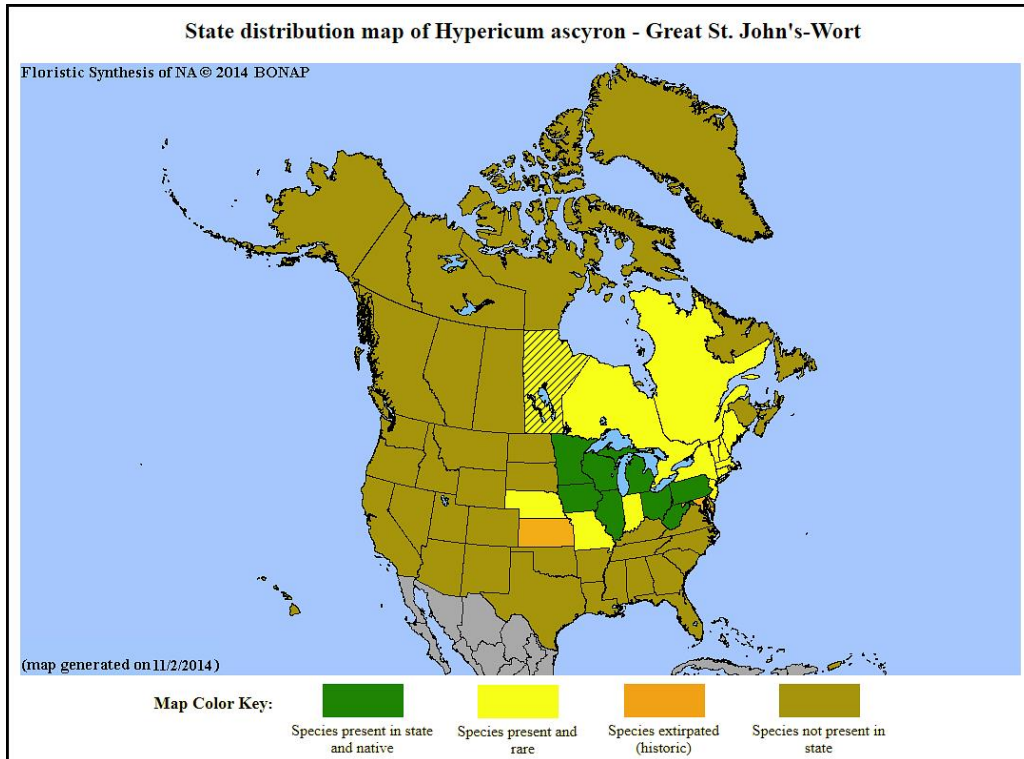 State distribution map of Hypericum ascyron - Great St. John's-Wort
Floristic Synthesis of NA © 2014 BONAP
(map generated on 11/2/2014)
Map Color Key:
Species present in state
and native
Species present and
rare
Species extirpated
(historic)
Species not present in
state